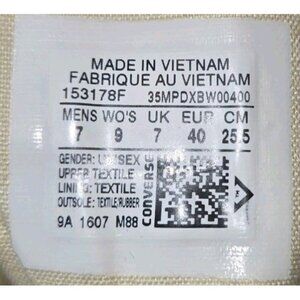 MADE IN VIETNAM
FABRIQUE AU VIETNAM
153178F 35MPDXBW00400
MENS WO'S UK EUR CM
7 9 7 40 25.5
GENDER: UNISEX
UPPER: TEXTILE
LINING: TEXTILE
OUTSOLE: TEXTILE/RUBBER
9A 1607 M88
CONVERSE